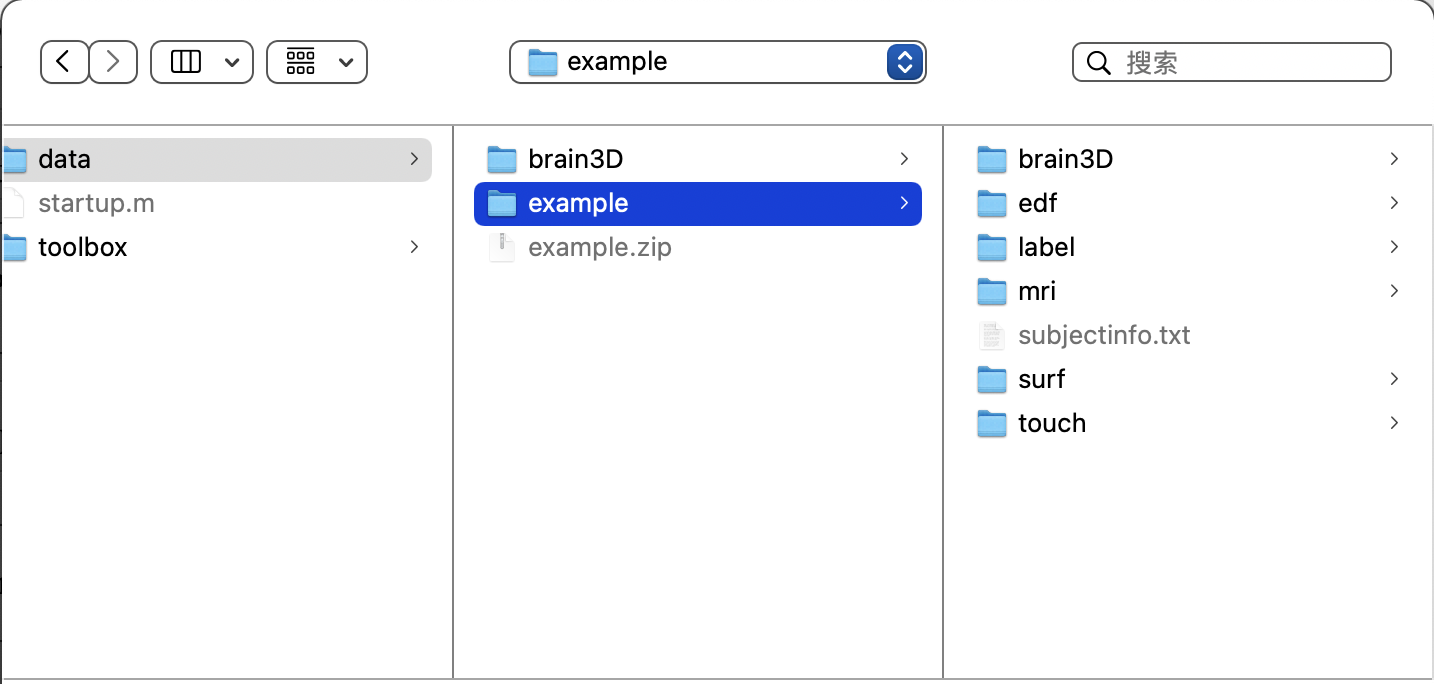 example
搜索
data
startup.m
toolbox
brain3D
example
example.zip
brain3D
edf
label
mri
subjectinfo.txt
surf
touch